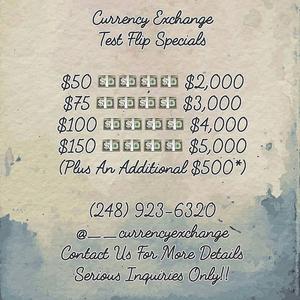 Currency Exchange
Test Flip Specials
$50 💵💵💵💵 $2,000
$75 💵💵💵💵 $3,000
$100 💵💵💵💵 $4,000
$150 💵💵💵💵 $5,000
(Plus An Additional $500*)
(248) 923-6320
@__currencyexchange
Contact Us For More Details
Serious Inquiries Only!!